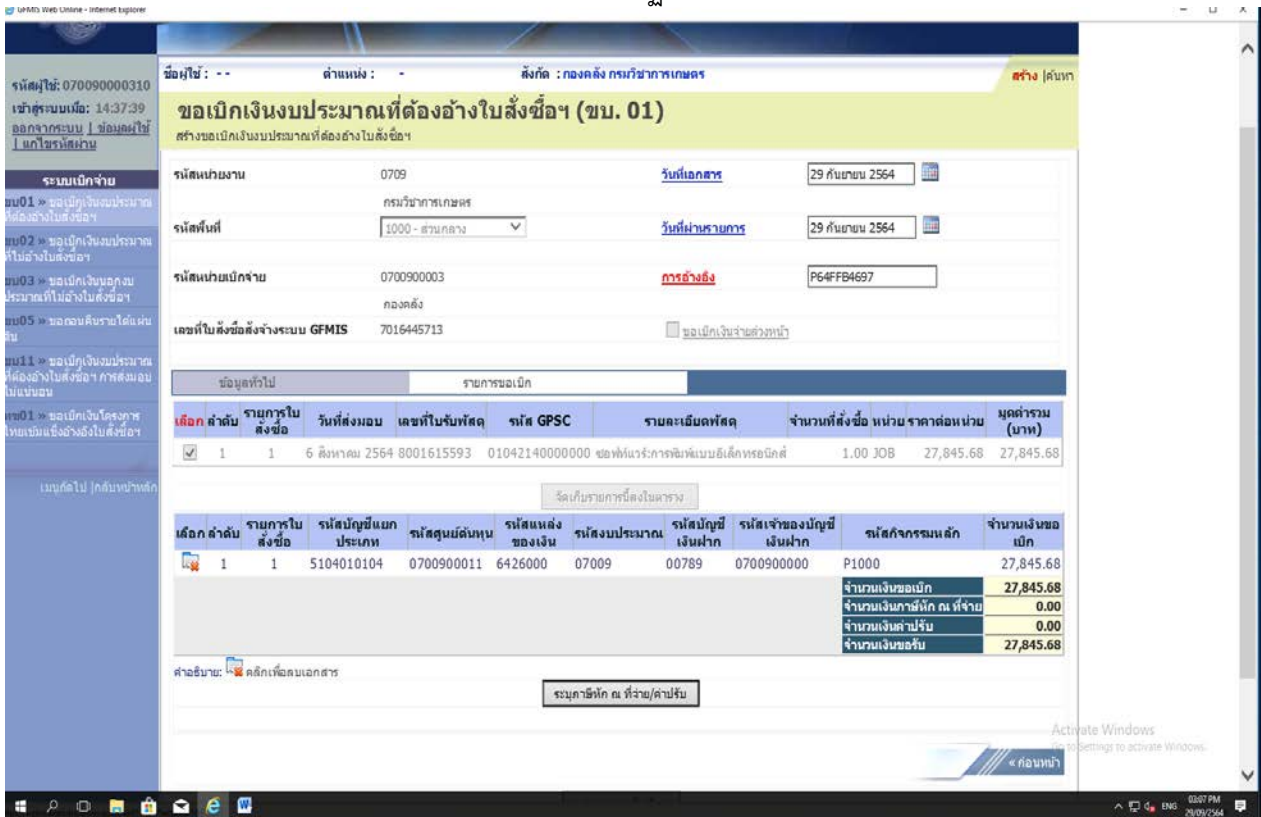 GFMIS Web Online - Internet Explorer
รหัสผู้ใช้: 070090000310
เข้าสู่ระบบเมื่อ: 14:37:39
ออกจากระบบ | ข้อมูลผู้ใช้
| แก้ไขรหัสผ่าน
ระบบเบิกจ่าย
ขบ01 » ขอเบิกเงินงบประมาณ
ที่ต้องอ้างใบสั่งซื้อฯ
ขบ02 » ขอเบิกเงินงบประมาณ
ที่ไม่อ้างใบสั่งซื้อฯ
ขบ03 » ขอเบิกเงินนอกงบ
ประมาณที่ไม่อ้างใบสั่งซื้อฯ
ขบ05 » ขอถอนคืนรายได้แผ่น
ดิน
ขบ11 » ขอเบิกเงินงบประมาณ
ที่ต้องอ้างใบสั่งซื้อฯ การส่งมอบ
ไม่แน่นอน
ทข01 » ขอเบิกเงินโครงการ
ไทยเข้มแข็งอ้างอิงใบสั่งซื้อฯ
เมนูถัดไป |กลับหน้าหลัก
ชื่อผู้ใช้ : - - ตำแหน่ง : - สังกัด : กองคลัง กรมวิชาการเกษตร
สร้าง |ค้นหา
ขอเบิกเงินงบประมาณที่ต้องอ้างใบสั่งซื้อฯ (ขบ. 01)
สร้างขอเบิกเงินงบประมาณที่ต้องอ้างใบสั่งซื้อฯ
รหัสหน่วยงาน 0709 วันที่เอกสาร 29 กันยายน 2564
กรมวิชาการเกษตร
รหัสพื้นที่ 1000 - ส่วนกลาง วันที่ผ่านรายการ 29 กันยายน 2564
รหัสหน่วยเบิกจ่าย 0700900003 การอ้างอิง P64FFB4697
กองคลัง
เลขที่ใบสั่งซื้อสั่งจ้างระบบ GFMIS 7016445713 ขอเบิกเงินจ่ายล่วงหน้า
ข้อมูลทั่วไป รายการขอเบิก
เลือก ลำดับ รายการใบสั่งซื้อ วันที่ส่งมอบ เลขที่ใบรับพัสดุ รหัส GPSC รายละเอียดพัสดุ จำนวนที่สั่งซื้อ หน่วย ราคาต่อหน่วย มูลค่ารวม (บาท)
1 1 6 สิงหาคม 2564 8001615593 01042140000000 ซอฟท์แวร์:การพิมพ์แบบอิเล็กทรอนิกส์ 1.00 JOB 27,845.68 27,845.68
จัดเก็บรายการนี้ลงในตาราง
เลือก ลำดับ รายการใบสั่งซื้อ รหัสบัญชีแยกประเภท รหัสศูนย์ต้นทุน รหัสแหล่งของเงิน รหัสงบประมาณ รหัสบัญชีเงินฝาก รหัสเจ้าของบัญชีเงินฝาก รหัสกิจกรรมหลัก จำนวนเงินขอเบิก
1 1 5104010104 0700900011 6426000 07009 00789 0700900000 P1000 27,845.68
จำนวนเงินขอเบิก 27,845.68
จำนวนเงินภาษีหัก ณ ที่จ่าย 0.00
จำนวนเงินค่าปรับ 0.00
จำนวนเงินขอรับ 27,845.68
คำอธิบาย: คลิกเพื่อลบเอกสาร
ระบุภาษีหัก ณ ที่จ่าย/ค่าปรับ
Activate Windows
Go to Settings to activate Windows.
« ก่อนหน้า
ENG 03:07 PM
29/09/2564